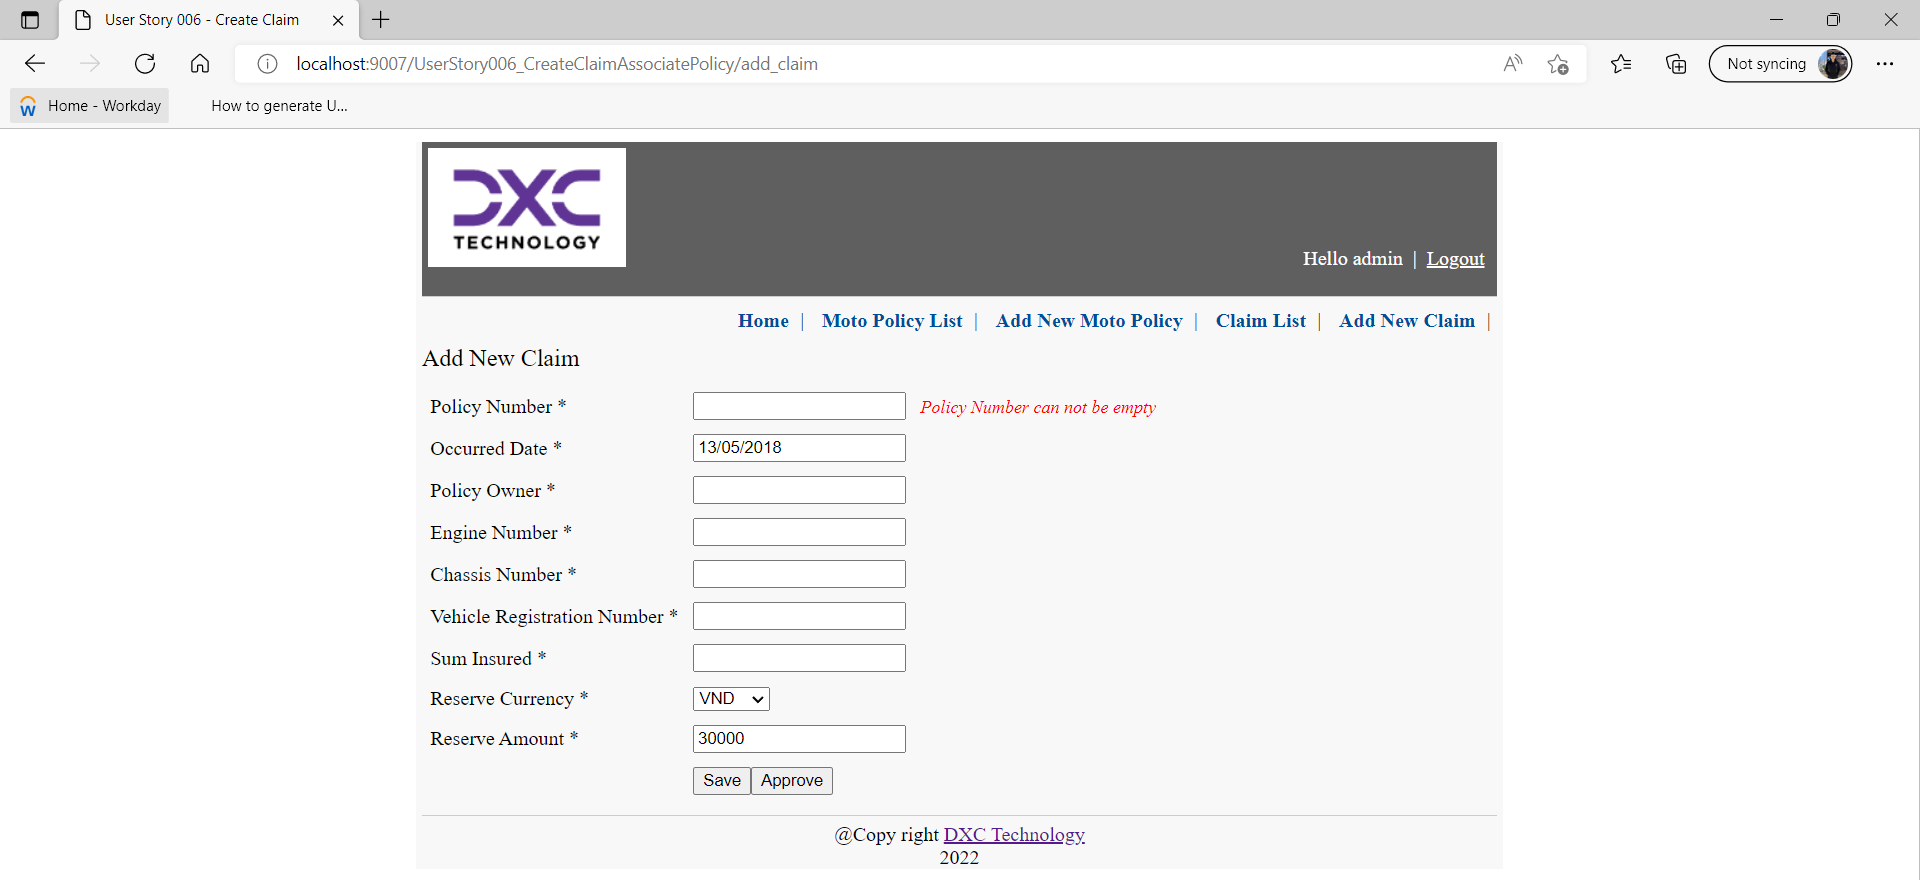 User Story 006 - Create Claim
localhost:9007/UserStory006_CreateClaimAssociatePolicy/add_claim
Not syncing
Home - Workday
How to generate U...
DXC
TECHNOLOGY
Hello admin | Logout
Home | Moto Policy List | Add New Moto Policy | Claim List | Add New Claim |
Add New Claim
Policy Number * Policy Number can not be empty
Occurred Date * 13/05/2018
Policy Owner *
Engine Number *
Chassis Number *
Vehicle Registration Number *
Sum Insured *
Reserve Currency * VND
Reserve Amount * 30000
Save Approve
@Copy right DXC Technology
2022